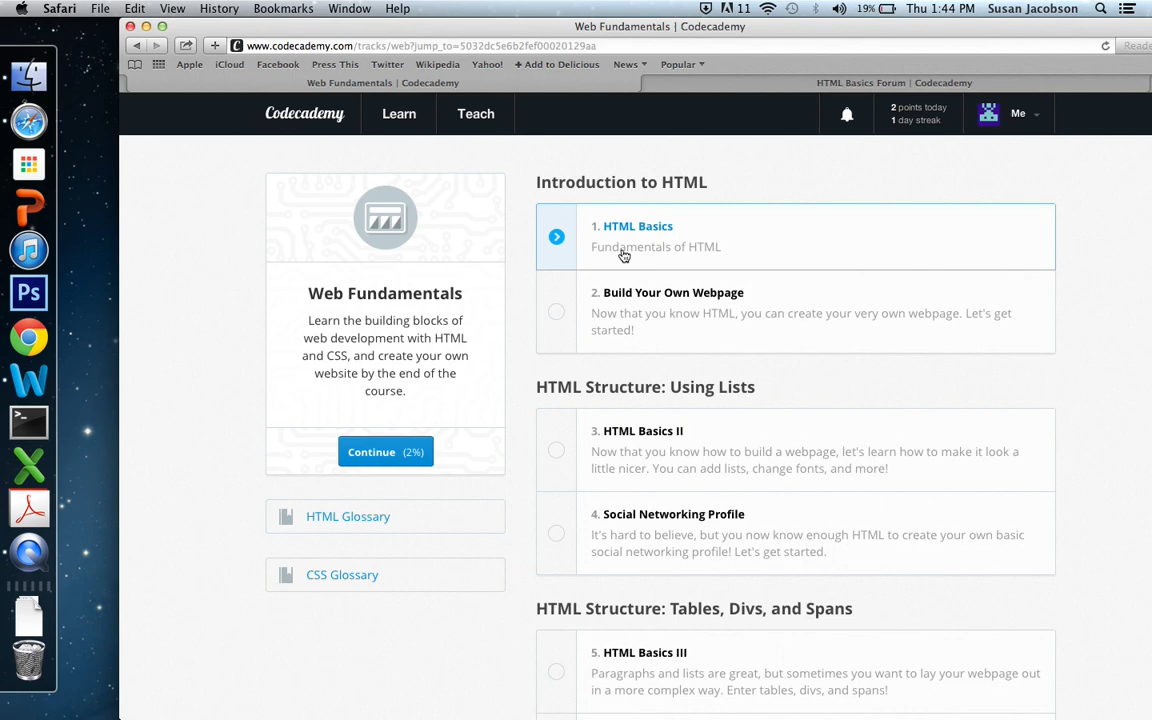 Safari File Edit View History Bookmarks Window Help 11 19% Thu 1:44 PM Susan Jacobson
Web Fundamentals | Codecademy
www.codecademy.com/tracks/web?jump_to=5032dc5e6b2fef00020129aa Reade
Apple iCloud Facebook Press This Twitter Wikipedia Yahoo! + Add to Delicious News Popular
Web Fundamentals | Codecademy HTML Basics Forum | Codecademy
Codecademy Learn Teach 2 points today Me
1 day streak
Introduction to HTML
1. HTML Basics
Fundamentals of HTML
2. Build Your Own Webpage
Now that you know HTML, you can create your very own webpage. Let's get
started!
Web Fundamentals
Learn the building blocks of
web development with HTML
and CSS, and create your own
website by the end of the
course.
Continue (2%)
HTML Glossary
CSS Glossary
HTML Structure: Using Lists
3. HTML Basics II
Now that you know how to build a webpage, let's learn how to make it look a
little nicer. You can add lists, change fonts, and more!
4. Social Networking Profile
It's hard to believe, but you now know enough HTML to create your own basic
social networking profile! Let's get started.
HTML Structure: Tables, Divs, and Spans
5. HTML Basics III
Paragraphs and lists are great, but sometimes you want to lay your webpage out
in a more complex way. Enter tables, divs, and spans!
Ps